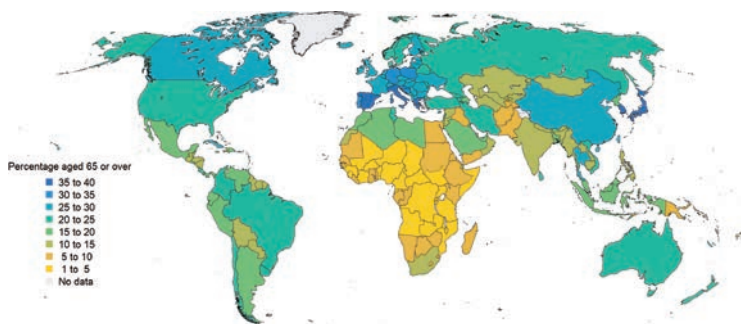 Percentage aged 65 or over
35 to 40
30 to 35
25 to 30
20 to 25
15 to 20
10 to 15
5 to 10
1 to 5
No data